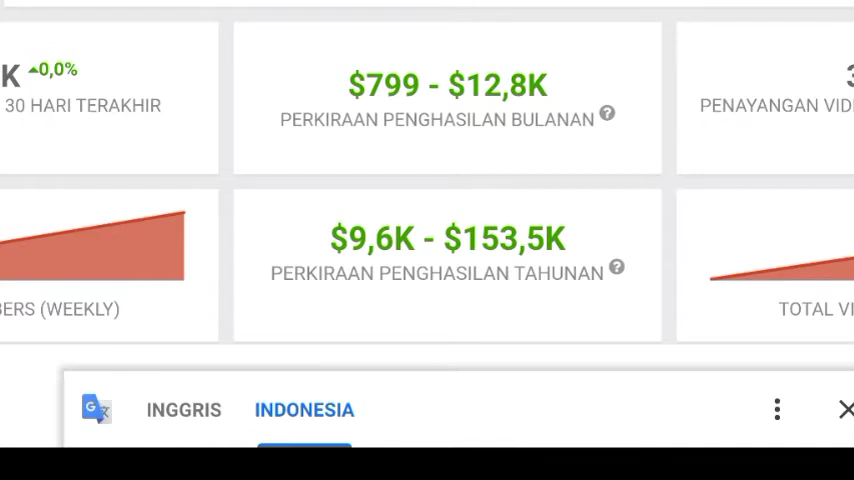 K ▲0,0%
30 HARI TERAKHIR
$799 - $12,8K
PERKIRAAN PENGHASILAN BULANAN ?
PENAYANGAN VID
BERS (WEEKLY)
$9,6K - $153,5K
PERKIRAAN PENGHASILAN TAHUNAN ?
TOTAL VI
INGGRIS
INDONESIA